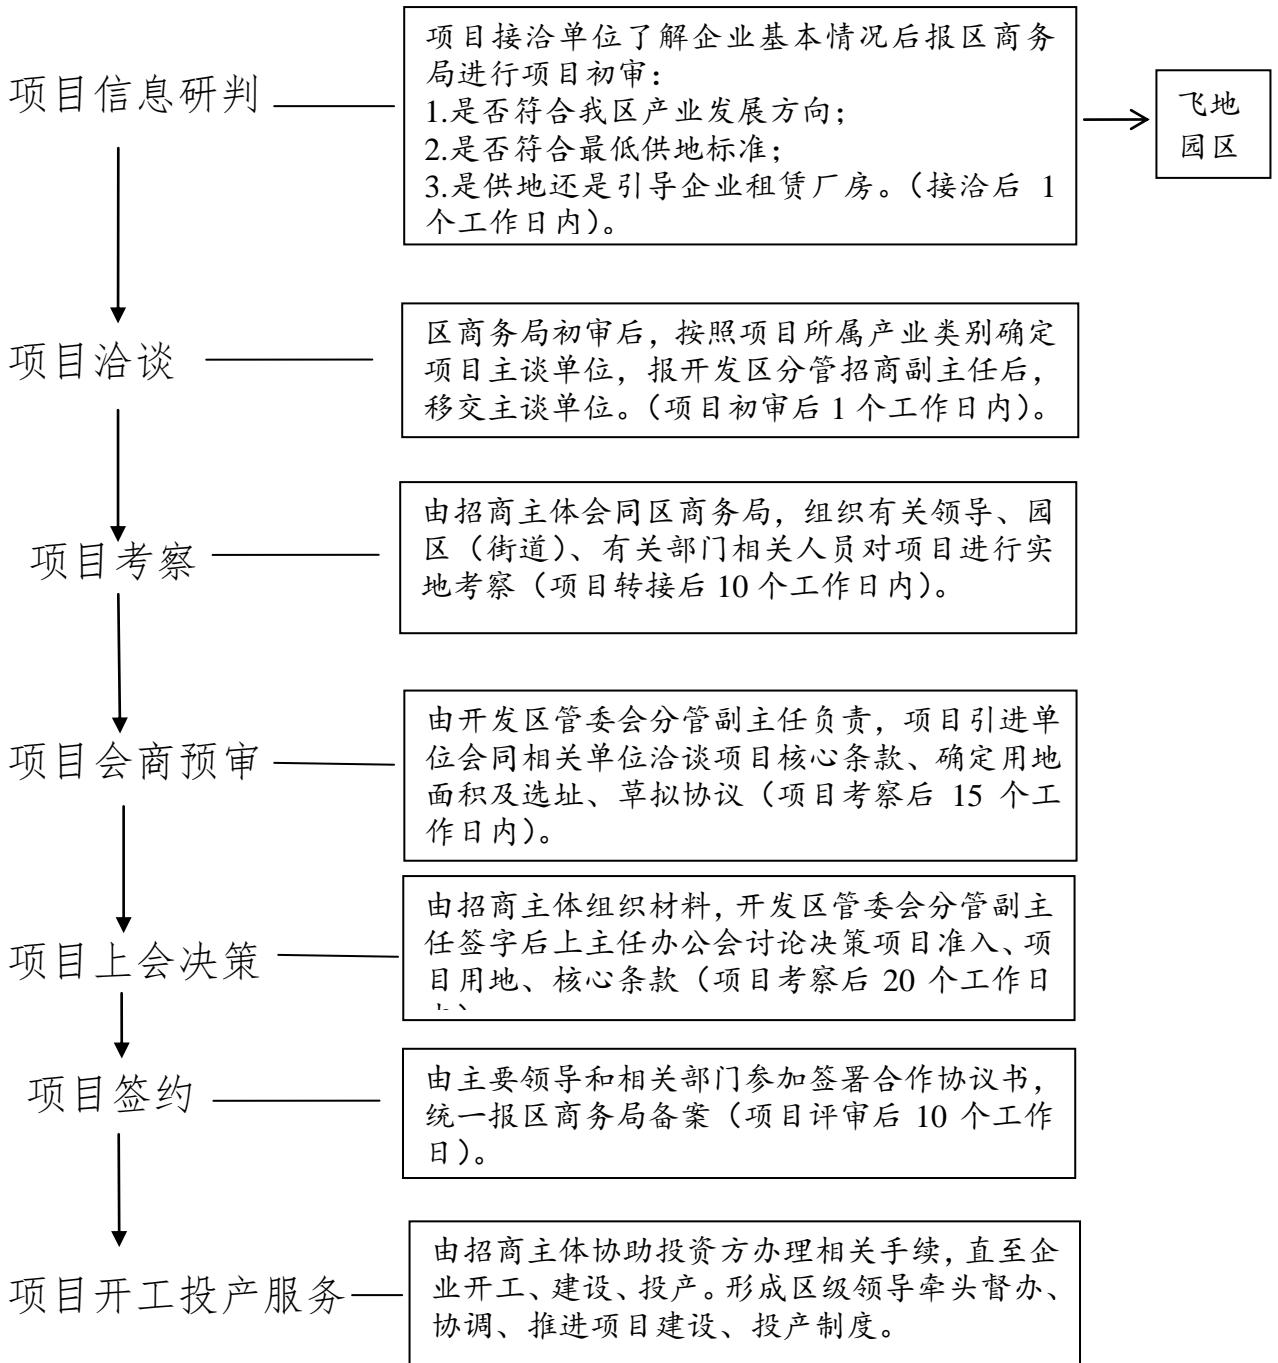 项目信息研判
项目接洽单位了解企业基本情况后报区商务
局进行项目初审：
1.是否符合我区产业发展方向；
2.是否符合最低供地标准；
3.是供地还是引导企业租赁厂房。（接洽后 1
个工作日内）。
飞地
园区
项目洽谈
区商务局初审后，按照项目所属产业类别确定
项目主谈单位，报开发区分管招商副主任后，
移交主谈单位。（项目初审后 1 个工作日内）。
项目考察
由招商主体会同区商务局，组织有关领导、园
区（街道）、有关部门相关人员对项目进行实
地考察（项目转接后 10 个工作日内）。
项目会商预审
由开发区管委会分管副主任负责，项目引进单
位会同相关单位洽谈项目核心条款、确定用地
面积及选址、草拟协议（项目考察后 15 个工
作日内）。
项目上会决策
由招商主体组织材料，开发区管委会分管副主
任签字后上主任办公会讨论决策项目准入、项
目用地、核心条款（项目考察后 20 个工作日
项目签约
由主要领导和相关部门参加签署合作协议书，
统一报区商务局备案（项目评审后 10 个工作
日）。
项目开工投产服务
由招商主体协助投资方办理相关手续，直至企
业开工、建设、投产。形成区级领导牵头督办、
协调、推进项目建设、投产制度。